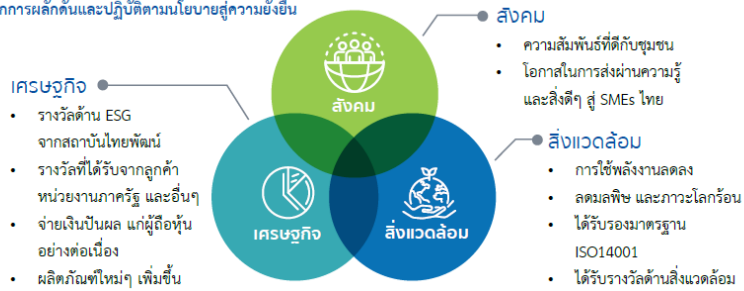 การผลักดันและปฏิบัติตามนโยบายสู่ความยั่งยืน
สังคม
• ความสัมพันธ์ที่ดีกับชุมชน
• โอกาสในการส่งผ่านความรู้
และสิ่งดีๆ สู่ SMEs ไทย
สังคม
เศรษฐกิจ
• รางวัลด้าน ESG
จากสถาบันไทยพัฒน์
• รางวัลที่ได้รับจากลูกค้า
หน่วยงานภาครัฐ และอื่นๆ
• จ่ายเงินปันผล แก่ผู้ถือหุ้น
อย่างต่อเนื่อง
• ผลิตภัณฑ์ใหม่ๆ เพิ่มขึ้น
เศรษฐกิจ
สิ่งแวดล้อม
สิ่งแวดล้อม
• การใช้พลังงานลดลง
• ลดมลพิษ และภาวะโลกร้อน
• ได้รับรองมาตรฐาน
ISO14001
• ได้รับรางวัลด้านสิ่งแวดล้อม